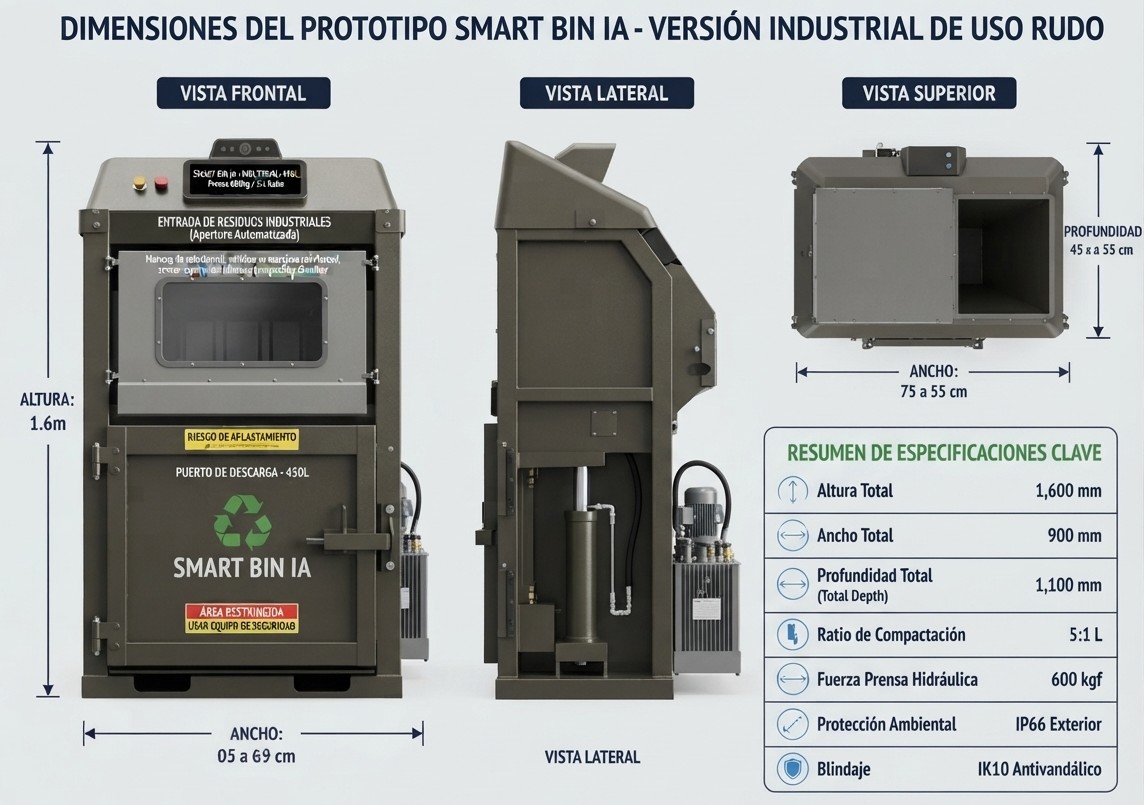 DIMENSIONES DEL PROTOTIPO SMART BIN IA - VERSIÓN INDUSTRIAL DE USO RUDO
VISTA FRONTAL
VISTA LATERAL
VISTA SUPERIOR
ENTRADA DE RESIDUOS INDUSTRIALES
(Aperture Automatizada)
ALTURA:
1.6m
RIESGO DE AFLASTAMIENTO
PUERTO DE DESCARGA - 450L
SMART BIN IA
ÁREA
ANCHO:
05 a 69 cm
VISTA LATERAL
PROFUNDIDAD
a 55 cm
ANCHO:
75 a 55 cm
RESUMEN DE ESPECIFICACIONES CLAVE
Altura Total 1,600 mm
Ancho Total 900 mm
Profundidad Total 1,100 mm
(Total Depth)
Ratio de Compactación 5:1 L
Fuerza Prensa Hidráulica 600 kgf
Protección Ambiental IP66 Exterior
Blindaje IK10 Antivandálico